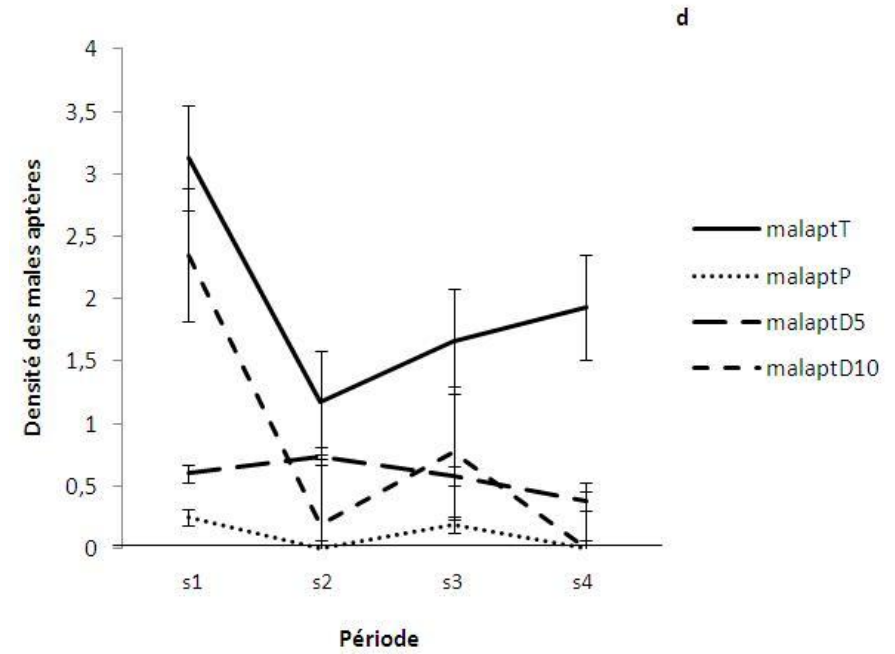 d
4
3,5
3
2,5
2
1,5
1
0,5
0
Densité des males aptères
s1 s2 s3 s4
Période
malaptT
malaptP
malaptD5
malaptD10